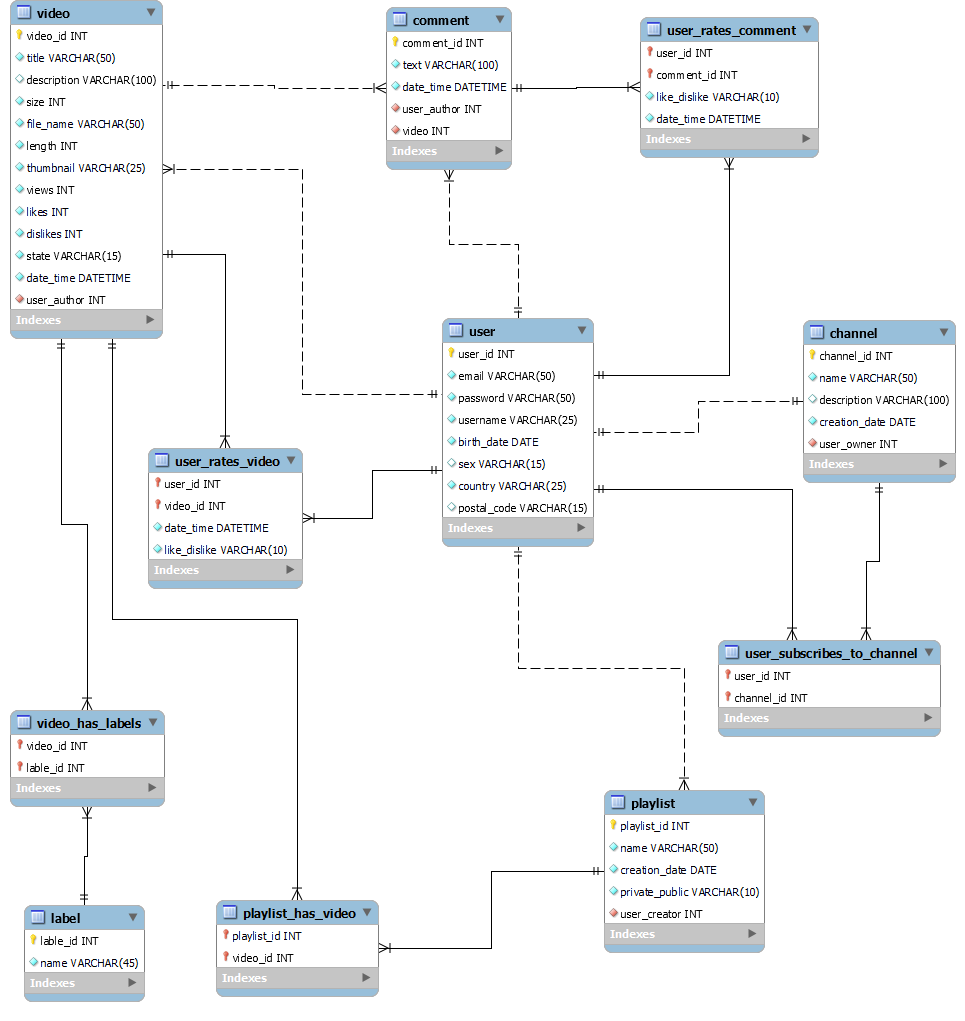 video
video_id INT
title VARCHAR(50)
description VARCHAR(100)
size INT
file_name VARCHAR(50)
length INT
thumbnail VARCHAR(25)
views INT
likes INT
dislikes INT
state VARCHAR(15)
date_time DATETIME
user_author INT
Indexes
comment
comment_id INT
text VARCHAR(100)
date_time DATETIME
user_author INT
video INT
Indexes
user_rates_comment
user_id INT
comment_id INT
like_dislike VARCHAR(10)
date_time DATETIME
Indexes
user
user_id INT
email VARCHAR(50)
password VARCHAR(50)
username VARCHAR(25)
birth_date DATE
sex VARCHAR(15)
country VARCHAR(25)
postal_code VARCHAR(15)
Indexes
channel
channel_id INT
name VARCHAR(50)
description VARCHAR(100)
creation_date DATE
user_owner INT
Indexes
user_rates_video
user_id INT
video_id INT
date_time DATETIME
like_dislike VARCHAR(10)
Indexes
user_subscribes_to_channel
user_id INT
channel_id INT
Indexes
video_has_labels
video_id INT
lable_id INT
Indexes
playlist
playlist_id INT
name VARCHAR(50)
creation_date DATE
private_public VARCHAR(10)
user_creator INT
Indexes
label
lable_id INT
name VARCHAR(45)
Indexes
playlist_has_video
playlist_id INT
video_id INT
Indexes